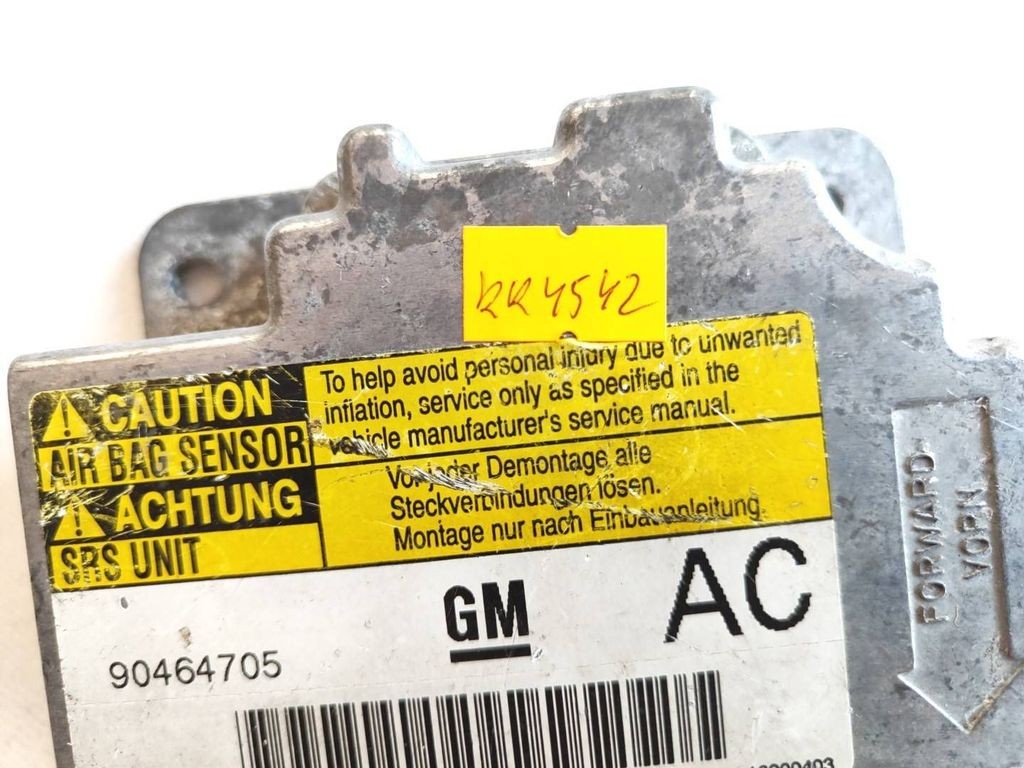 RR4542
CAUTION
AIR BAG SENSOR
ACHTUNG
SRS UNIT
To help avoid personal injury due to unwanted
inflation, service only as specified in the
vehicle manufacturer's service manual.
Vor jeder Demontage alle
Steckverbindungen lösen.
Montage nur nach Einbauanleitung.
GM
AC
90464705
FORWARD
VORN